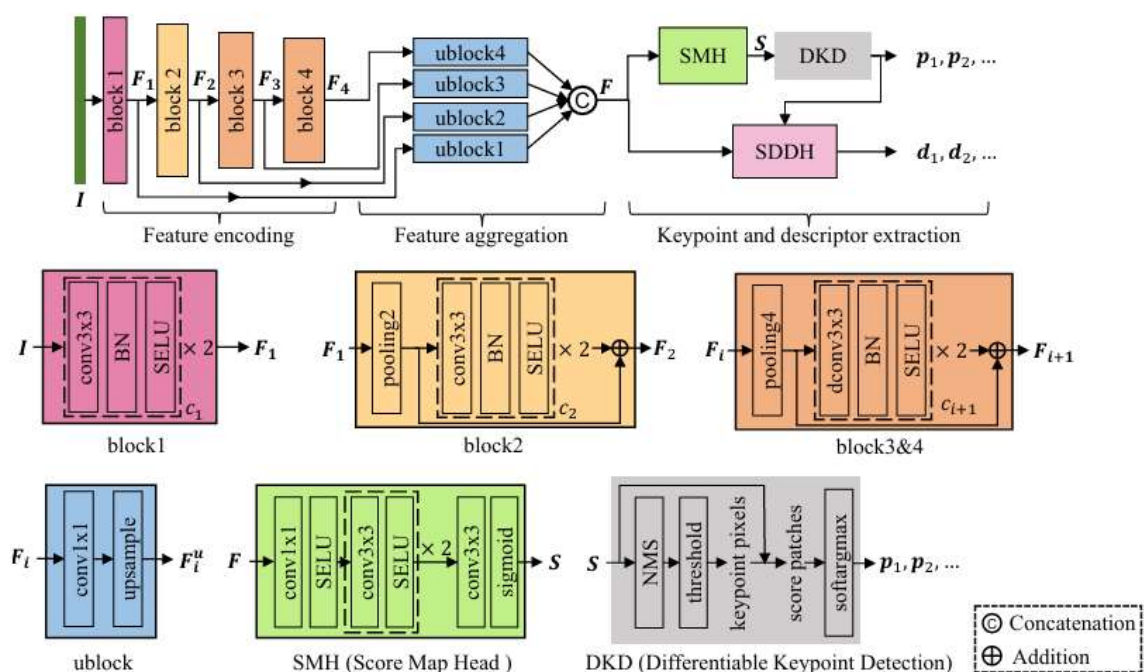 block 1
block 2
block 3
block 4
I
F₁
F₂
F₃
F₄
ublock4
ublock3
ublock2
ublock1
C
F
SMH
S
DKD
SDDH
p₁, p₂, ...
d₁, d₂, ...
Feature encoding
Feature aggregation
Keypoint and descriptor extraction
I
conv3x3
BN
SELU
× 2
c₁
F₁
block1
F₁
pooling2
conv3x3
BN
SELU
× 2
c₂
F₂
block2
Fᵢ
pooling4
dconv3x3
BN
SELU
× 2
cᵢ₊₁
Fᵢ₊₁
block3&4
Fᵢ
conv1x1
upsample
Fᵢᵘ
ublock
F
conv1x1
SELU
conv3x3
SELU
× 2
conv3x3
sigmoid
S
SMH (Score Map Head )
S
NMS
threshold
keypoint pixels
score patches
softargmax
p₁, p₂, ...
DKD (Differentiable Keypoint Detection)
C Concatenation
⊕ Addition